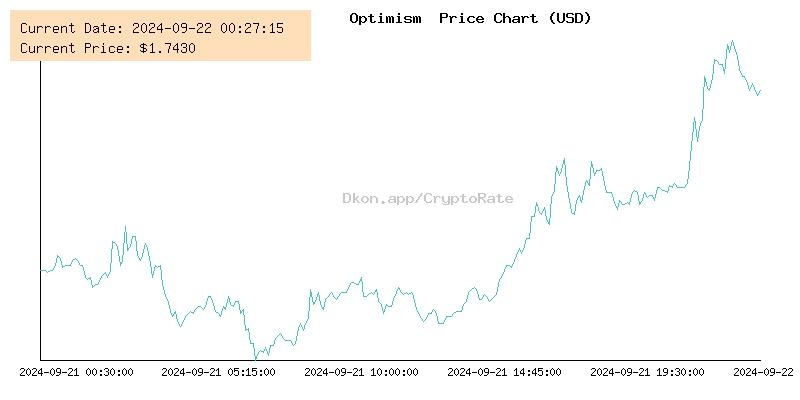 Optimism Price Chart (USD)
Current Date: 2024-09-22 00:27:15
Current Price: $1.7430
Dkon.app/CryptoRate
2024-09-21 00:30:00 2024-09-21 05:15:00 2024-09-21 10:00:00 2024-09-21 14:45:00 2024-09-21 19:30:00 2024-09-22